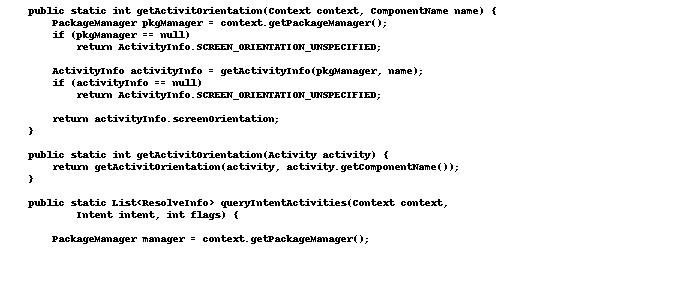 public static int getActivitOrientation(Context context, ComponentName name) {
PackageManager pkgManager = context.getPackageManager();
if (pkgManager == null)
return ActivityInfo.SCREEN_ORIENTATION_UNSPECIFIED;
ActivityInfo activityInfo = getActivityInfo(pkgManager, name);
if (activityInfo == null)
return ActivityInfo.SCREEN_ORIENTATION_UNSPECIFIED;
return activityInfo.screenOrientation;
}
public static int getActivitOrientation(Activity activity) {
return getActivitOrientation(activity, activity.getComponentName());
}
public static List<ResolveInfo> queryIntentActivities(Context context,
Intent intent, int flags) {
PackageManager manager = context.getPackageManager();